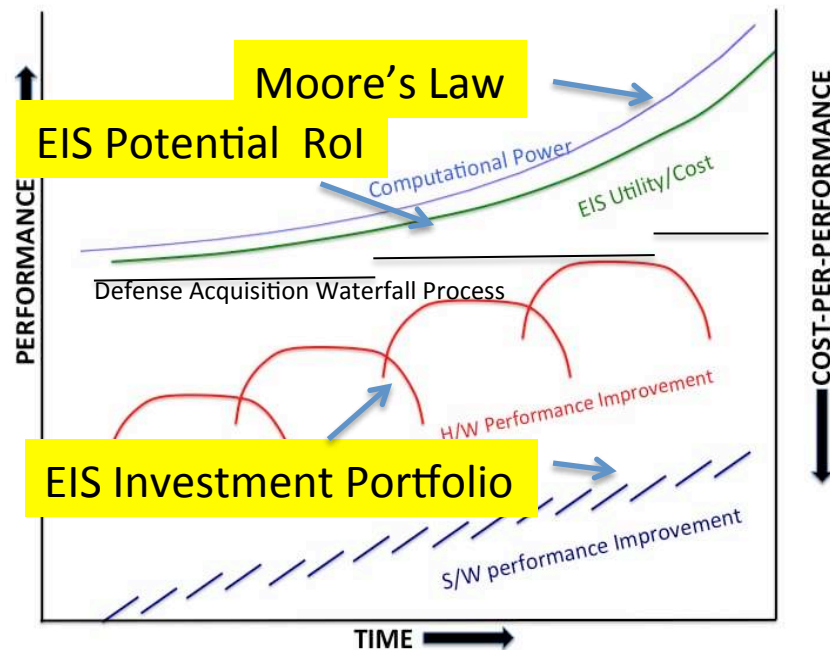 Moore's Law
EIS Potential RoI
Computational Power
EIS Utility/Cost
PERFORMANCE
COST-PER-PERFORMANCE
Defense Acquisition Waterfall Process
H/W Performance Improvement
EIS Investment Portfolio
S/W performance Improvement
TIME